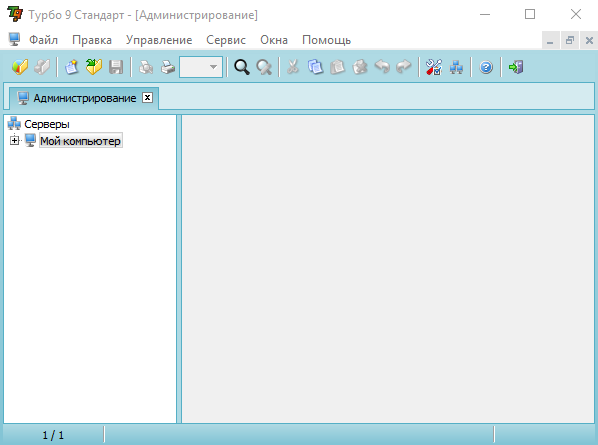 Турбо 9 Стандарт - [Администрирование]
Файл Правка Управление Сервис Окна Помощь
Администрирование
Серверы
Мой компьютер
1 / 1